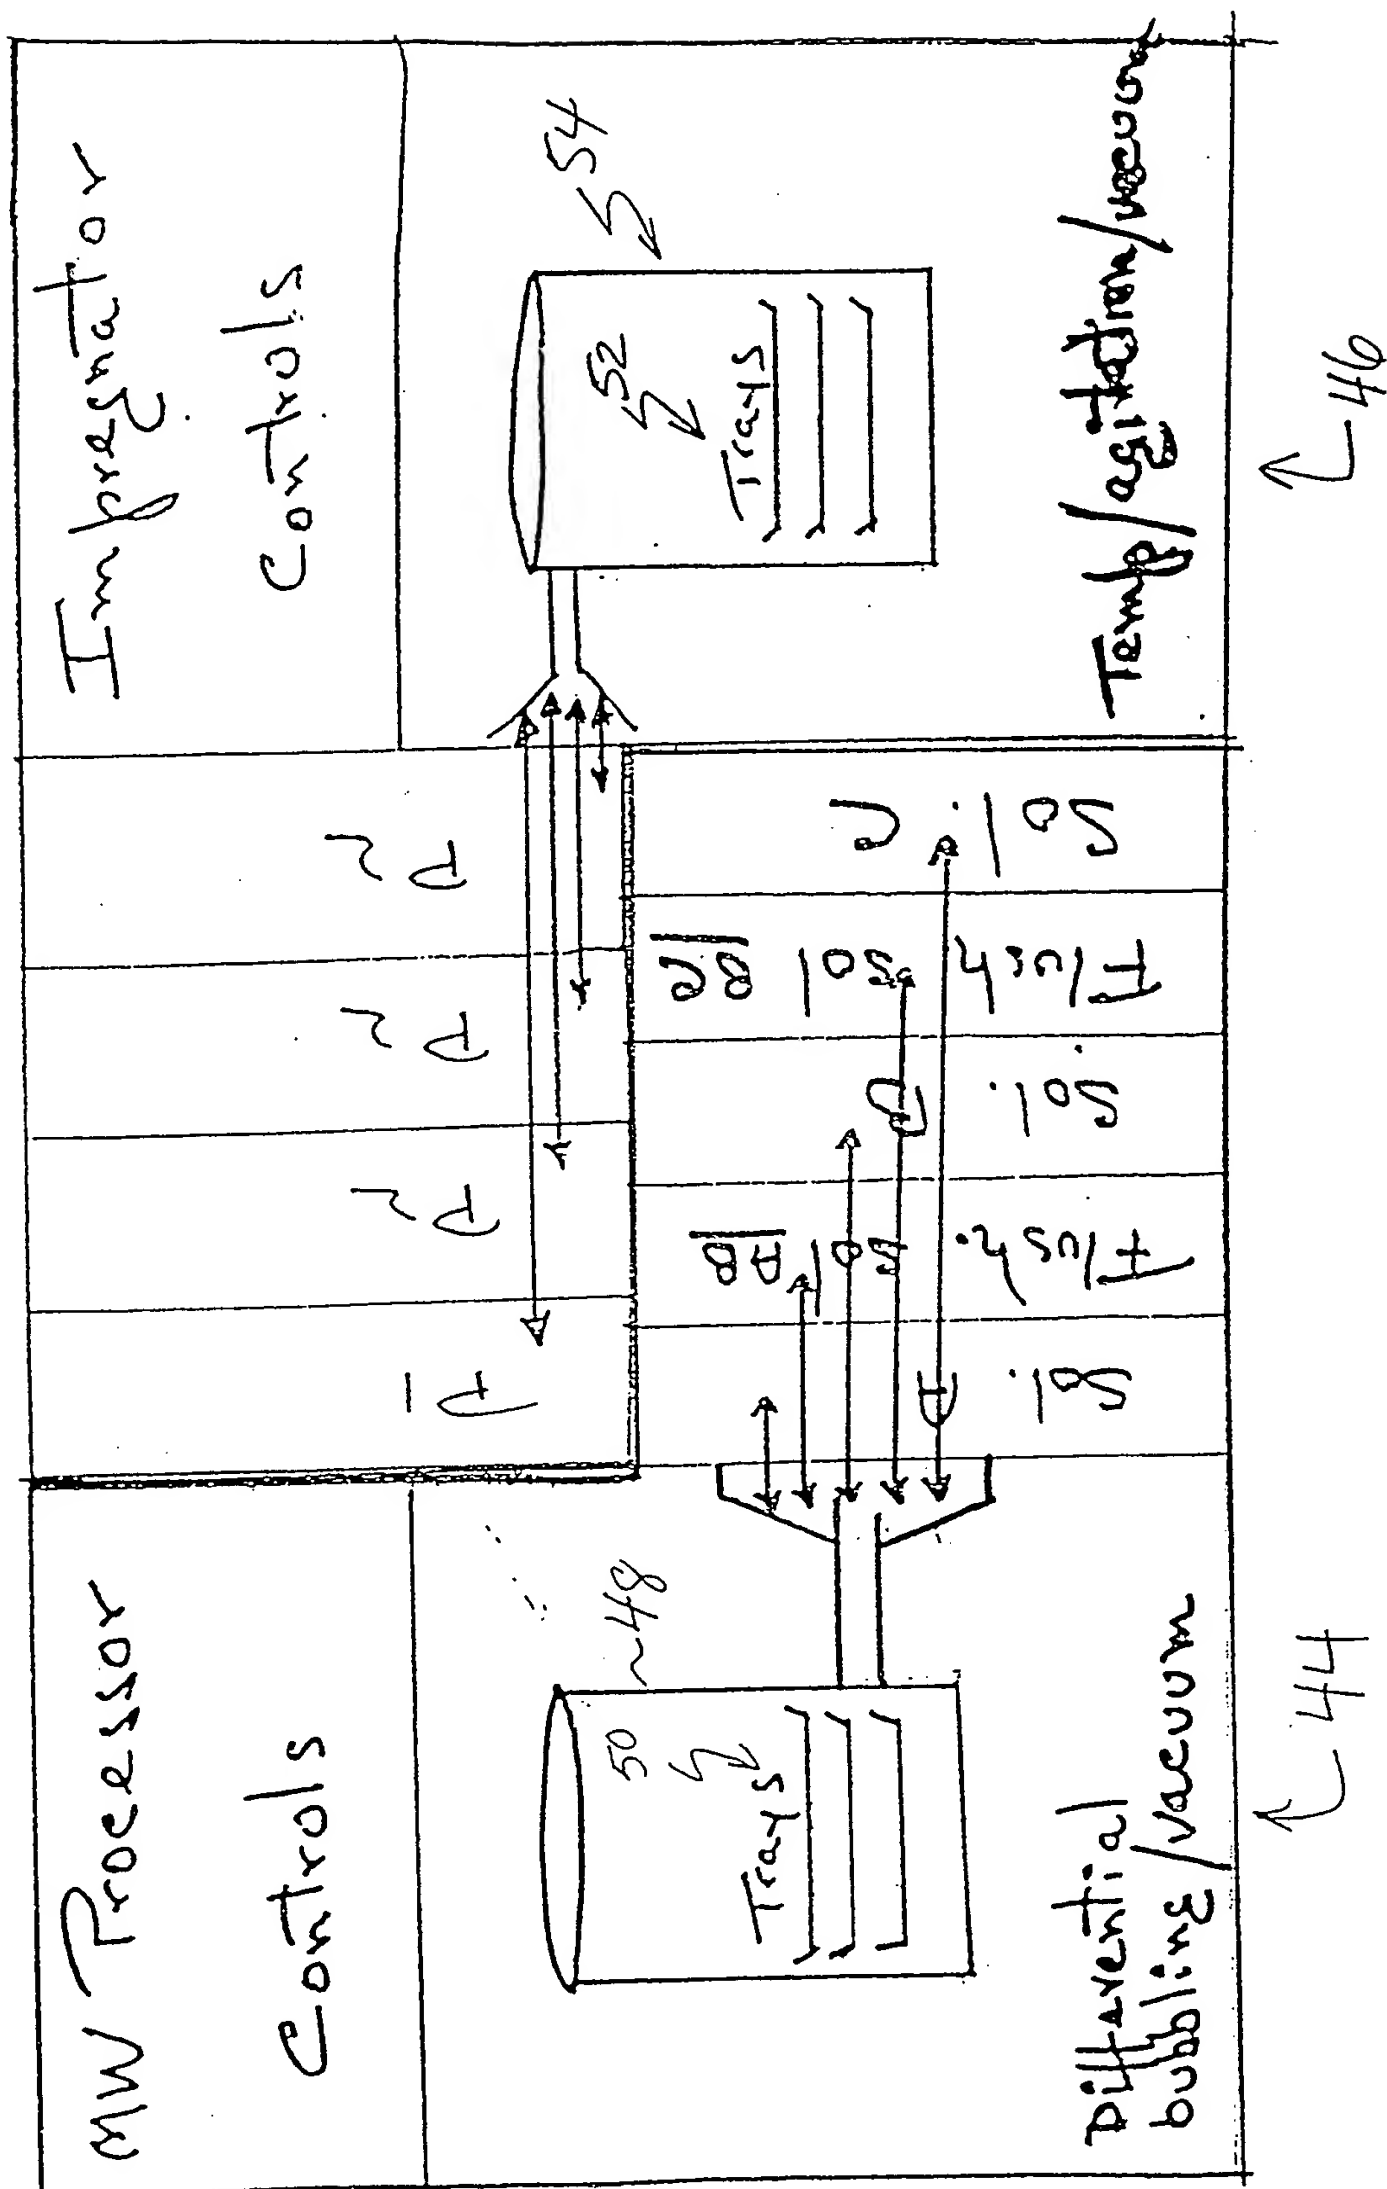 MW Processor
Controls
48
50
Trays
Differential
bubbling/vacuum
44
P1
P2
P2
P2
Sol.
A
Flush.
Sol
AB
Sol.
B
Flush
Sol
BC
Sol.
C
Impregnator
Controls
54
52
Trays
Temp/agitation/vacuum
46